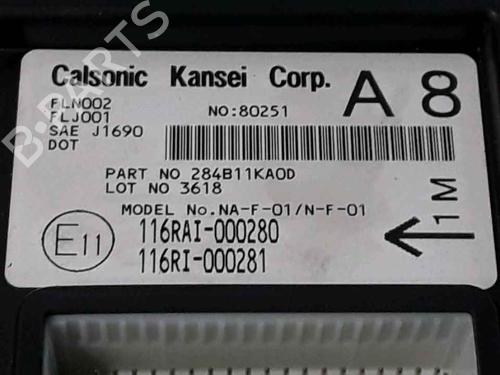 Calsonic Kansei Corp.
A 8
FLN002
FLJ001
SAE J1690
DOT
NO:80251
PART NO 284B11KA0D
LOT NO 3618
MODEL No.NA-F-01/N-F-01
E11
116RAI-000280
116RI-000281
1M
B-PARTS